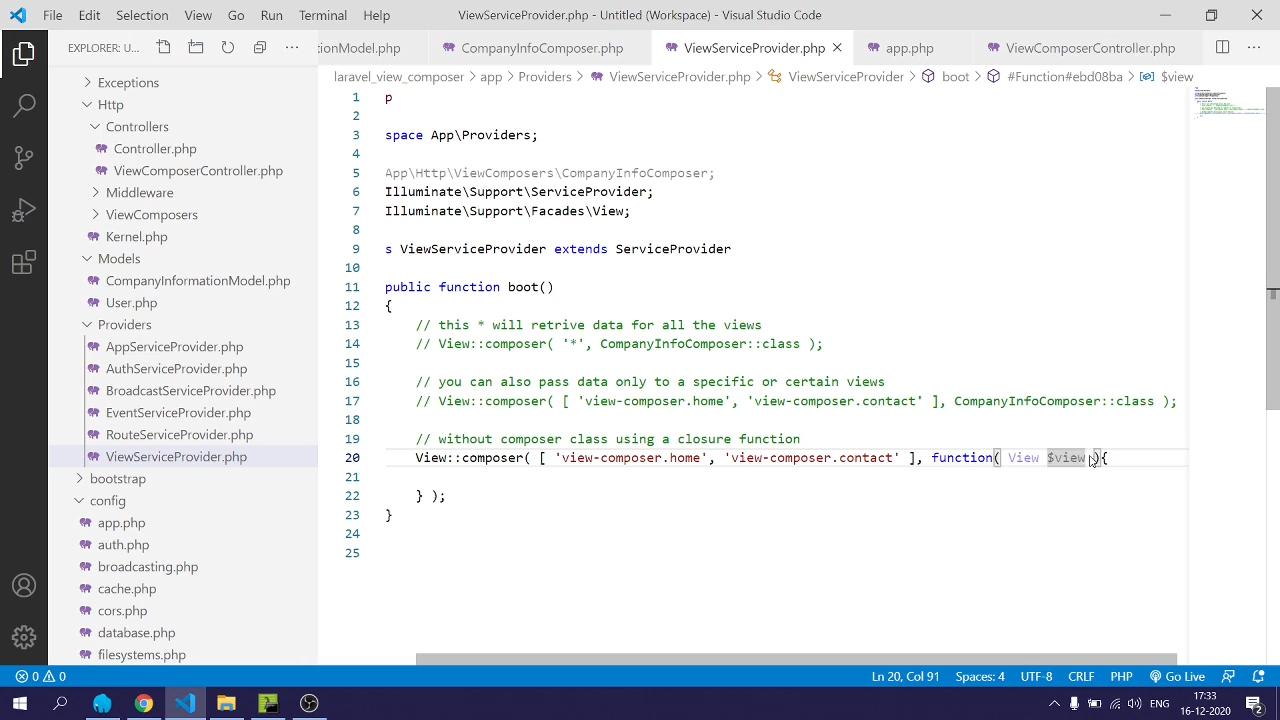 File Edit Selection View Go Run Terminal Help ViewServiceProvider.php - Untitled (Workspace) - Visual Studio Code
EXPLORER: U... ionModel.php CompanyInfoComposer.php ViewServiceProvider.php app.php ViewComposerController.php
laravel_view_composer > app > Providers > ViewServiceProvider.php > ViewServiceProvider > boot > #Function#ebd08ba > $view
Exceptions
Http
Controllers
Controller.php
ViewComposerController.php
Middleware
ViewComposers
Kernel.php
Models
CompanyInformationModel.php
User.php
Providers
AppServiceProvider.php
AuthServiceProvider.php
BroadcastServiceProvider.php
EventServiceProvider.php
RouteServiceProvider.php
ViewServiceProvider.php
bootstrap
config
app.php
auth.php
broadcasting.php
cache.php
cors.php
database.php
filesystems.php
1 p
2
3 space App\Providers;
4
5 App\Http\ViewComposers\CompanyInfoComposer;
6 Illuminate\Support\ServiceProvider;
7 Illuminate\Support\Facades\View;
8
9 s ViewServiceProvider extends ServiceProvider
10
11 public function boot()
12 {
13 // this * will retrive data for all the views
14 // View::composer( '*', CompanyInfoComposer::class );
15
16 // you can also pass data only to a specific or certain views
17 // View::composer( [ 'view-composer.home', 'view-composer.contact' ], CompanyInfoComposer::class );
18
19 // without composer class using a closure function
20 View::composer( [ 'view-composer.home', 'view-composer.contact' ], function( View $view ){
21
22 } );
23 }
24
25
0 0 Ln 20, Col 91 Spaces: 4 UTF-8 CRLF PHP Go Live
ENG 17:33
16-12-2020 2